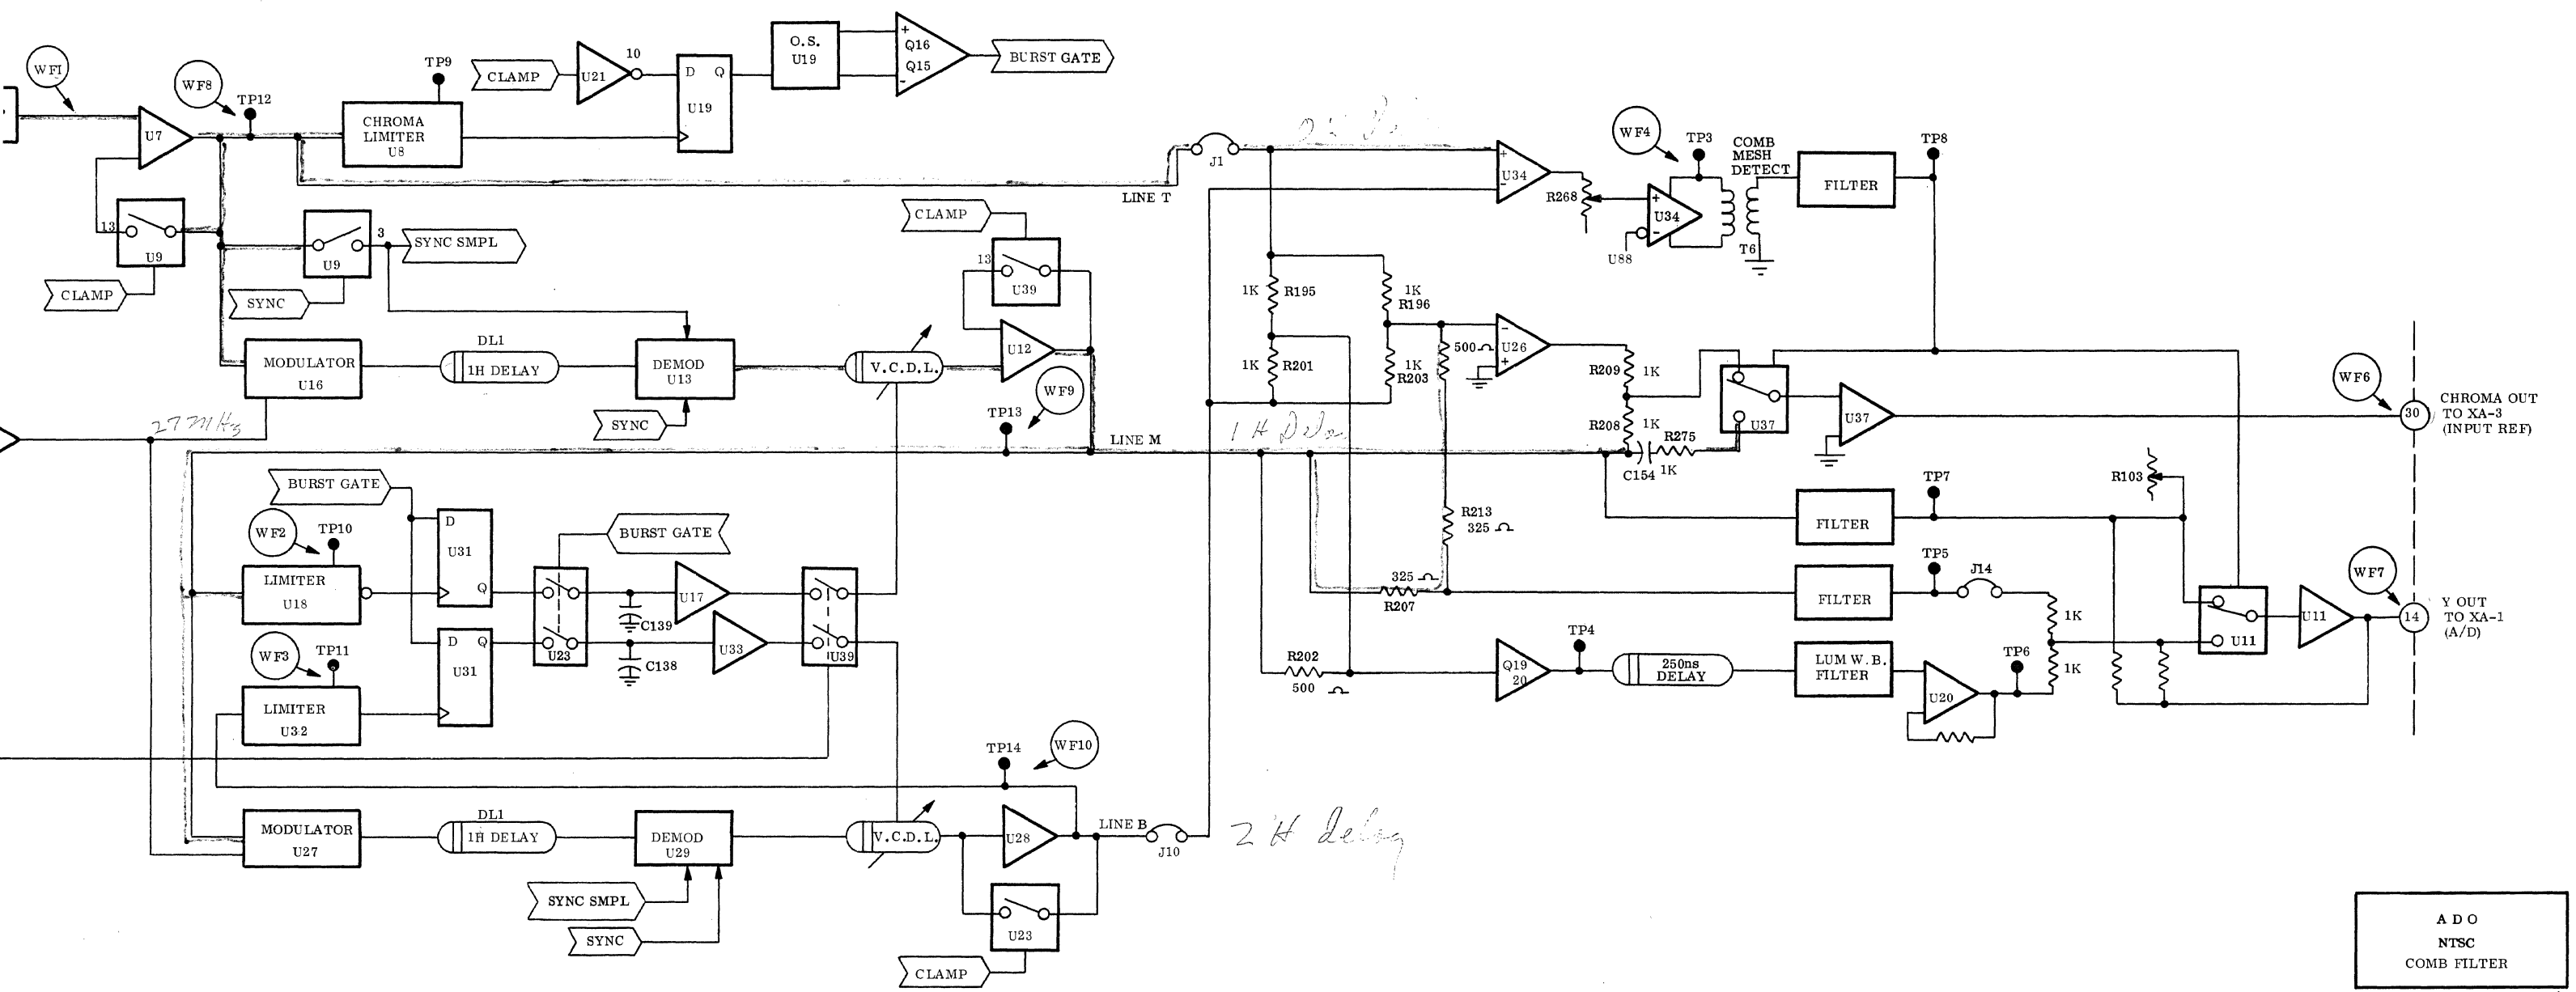 WF1
U7
WF8
TP12
TP9
CHROMA
LIMITER
U8
CLAMP
U21
10
D Q
U19
O.S.
U19
+
Q16
Q15
-
BURST GATE
13
U9
CLAMP
U9
3
SYNC SMPL
SYNC
LINE T
J1
+
-
U34
R268
WF4
TP3
+
U34
-
U88
COMB
MESH
DETECT
T6
FILTER
TP8
CLAMP
13
U39
U12
MODULATOR
U16
DL1
1H DELAY
DEMOD
U13
SYNC
V.C.D.L.
WF9
TP13
LINE M
27 MHz
1 H Delay
1K R195
1K R201
1K
R196
1K
R203
500 Ω
-
U26
+
R209 1K
R208 1K
R275
1K
C154
U37
U37
WF6
30
CHROMA OUT
TO XA-3
(INPUT REF)
BURST GATE
WF2
TP10
LIMITER
U18
D
U31
Q
BURST GATE
U23
C139
C138
U17
U33
U39
WF3
TP11
LIMITER
U32
D Q
U31
R213
325 Ω
325 Ω
R207
R202
500 Ω
Q19
20
TP4
250ns
DELAY
LUM W.B.
FILTER
U20
TP6
FILTER
TP7
FILTER
TP5
J14
1K
1K
R103
U11
U11
WF7
14
Y OUT
TO XA-1
(A/D)
TP14
WF10
MODULATOR
U27
DL1
1H DELAY
DEMOD
U29
SYNC SMPL
SYNC
V.C.D.L.
U28
LINE B
J10
2 H delay
U23
CLAMP
ADO
NTSC
COMB FILTER